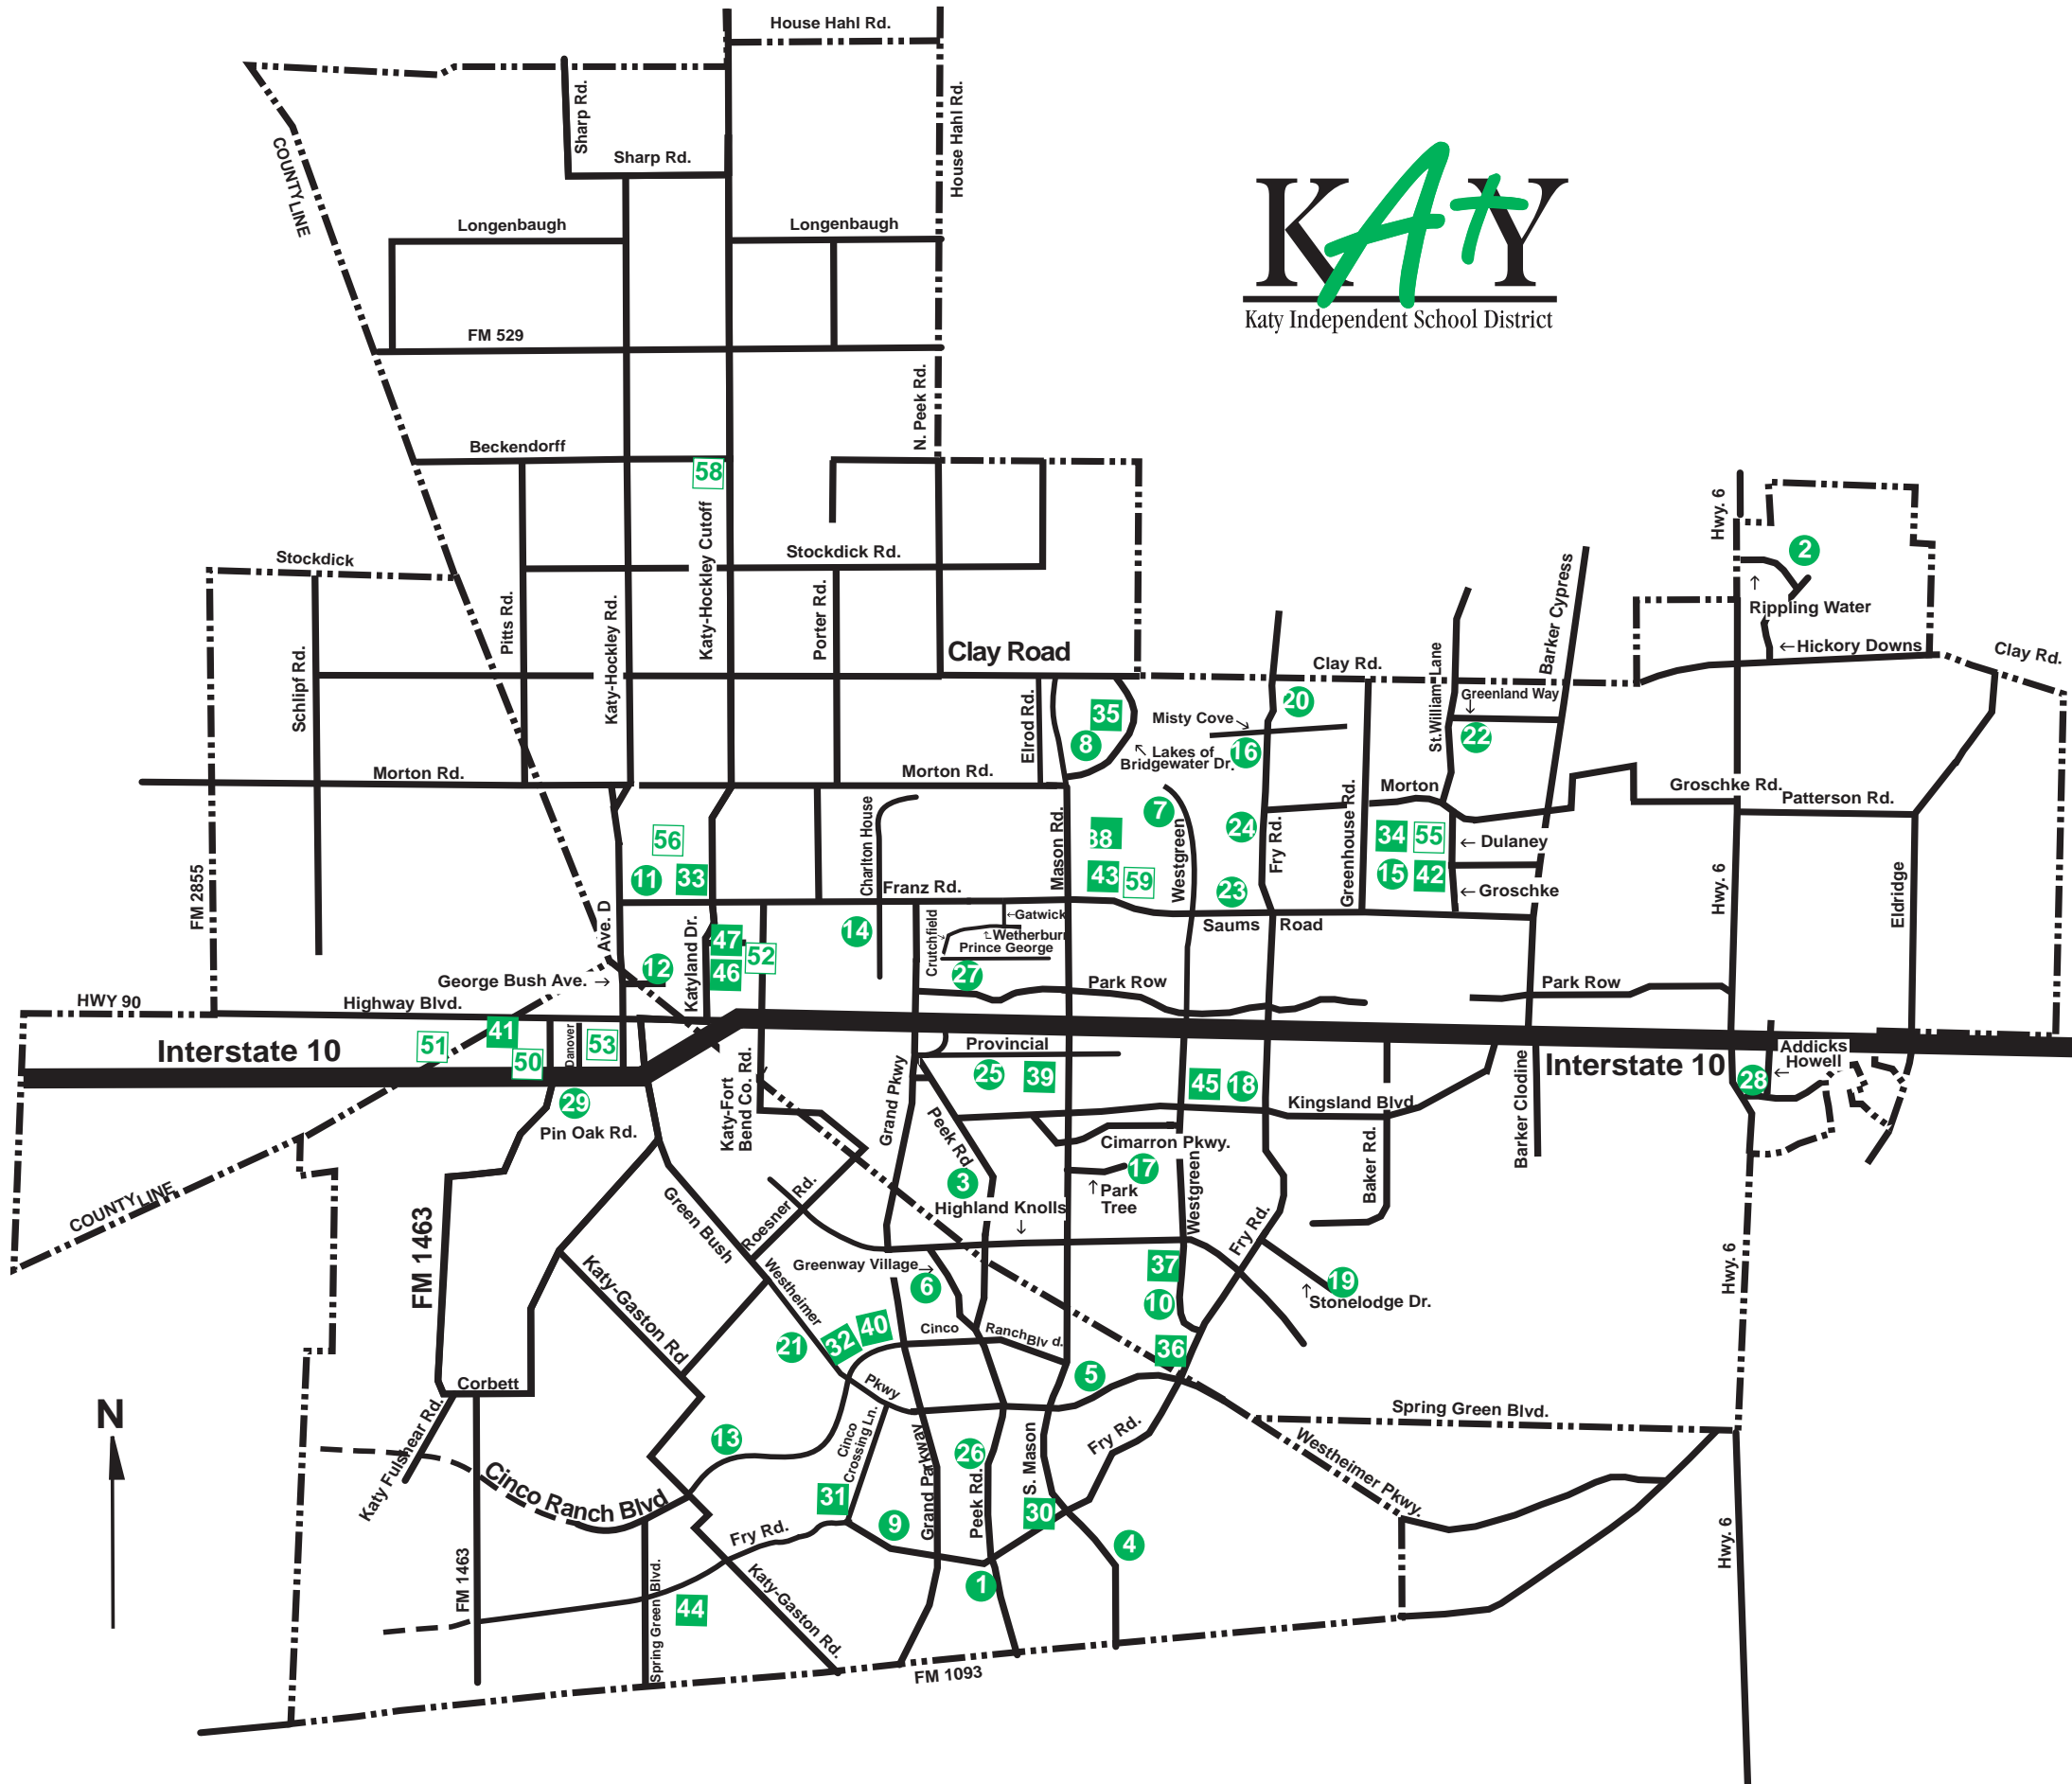 House Hahl Rd.
Sharp Rd.
House Hahl Rd.
COUNTY LINE
Sharp Rd.
Longenbaugh
Longenbaugh
KAtY
Katy Independent School District
FM 529
N. Peek Rd.
Beckendorff
58
Katy-Hockley Cutoff
Hwy. 6
2
Stockdick
Stockdick Rd.
Barker Cypress
Rippling Water
Pitts Rd.
Katy-Hockley Rd.
Porter Rd.
Schlipf Rd.
Clay Road
Clay Rd.
St.William Lane
Hickory Downs
Clay Rd.
Greenland Way
Elrod Rd.
35
8
20
Misty Cove
16
22
Lakes of
Bridgewater Dr.
Morton Rd.
Morton Rd.
Morton
Groschke Rd.
Patterson Rd.
Charlton House
Mason Rd.
7
Westgreen
24
Fry Rd.
Greenhouse Rd.
56
38
34
55
Dulaney
11
33
43
59
15
42
Groschke
Franz Rd.
23
Hwy. 6
Eldridge
FM 2855
Ave. D
Katyland Dr.
47
14
Crutchfield
Gatwick
Wetherburn
Prince George
Saums Road
52
12
46
27
George Bush Ave.
Park Row
Park Row
HWY 90
Highway Blvd.
Interstate 10
51
41
50
Danover
53
Provincial
Interstate 10
Addicks
Howell
28
29
Pin Oak Rd.
Katy-Fort
Bend Co. Rd.
Grand Pkwy
25
39
45
18
Kingsland Blvd
Barker Clodine
Peek Rd
Cimarron Pkwy.
Baker Rd.
3
17
Park
Tree
COUNTY LINE
Green Bush
Roesner Rd.
Highland Knolls
Westgreen
Fry Rd.
Hwy. 6
FM 1463
Katy-Gaston Rd
Westheimer
Greenway Village
6
37
10
19
Stonelodge Dr.
21
32
40
Cinco
Ranch Blv d.
36
5
Corbett
Pkwy
Spring Green Blvd.
N
Katy Fulshear Rd.
13
Cinco
Crossing Ln.
Grand Parkway
26
Peek Rd.
S. Mason
Fry Rd.
Westheimer Pkwy.
Cinco Ranch Blvd
31
9
30
Fry Rd.
4
Hwy. 6
FM 1463
Spring Green Blvd.
44
Katy-Gaston Rd.
1
FM 1093